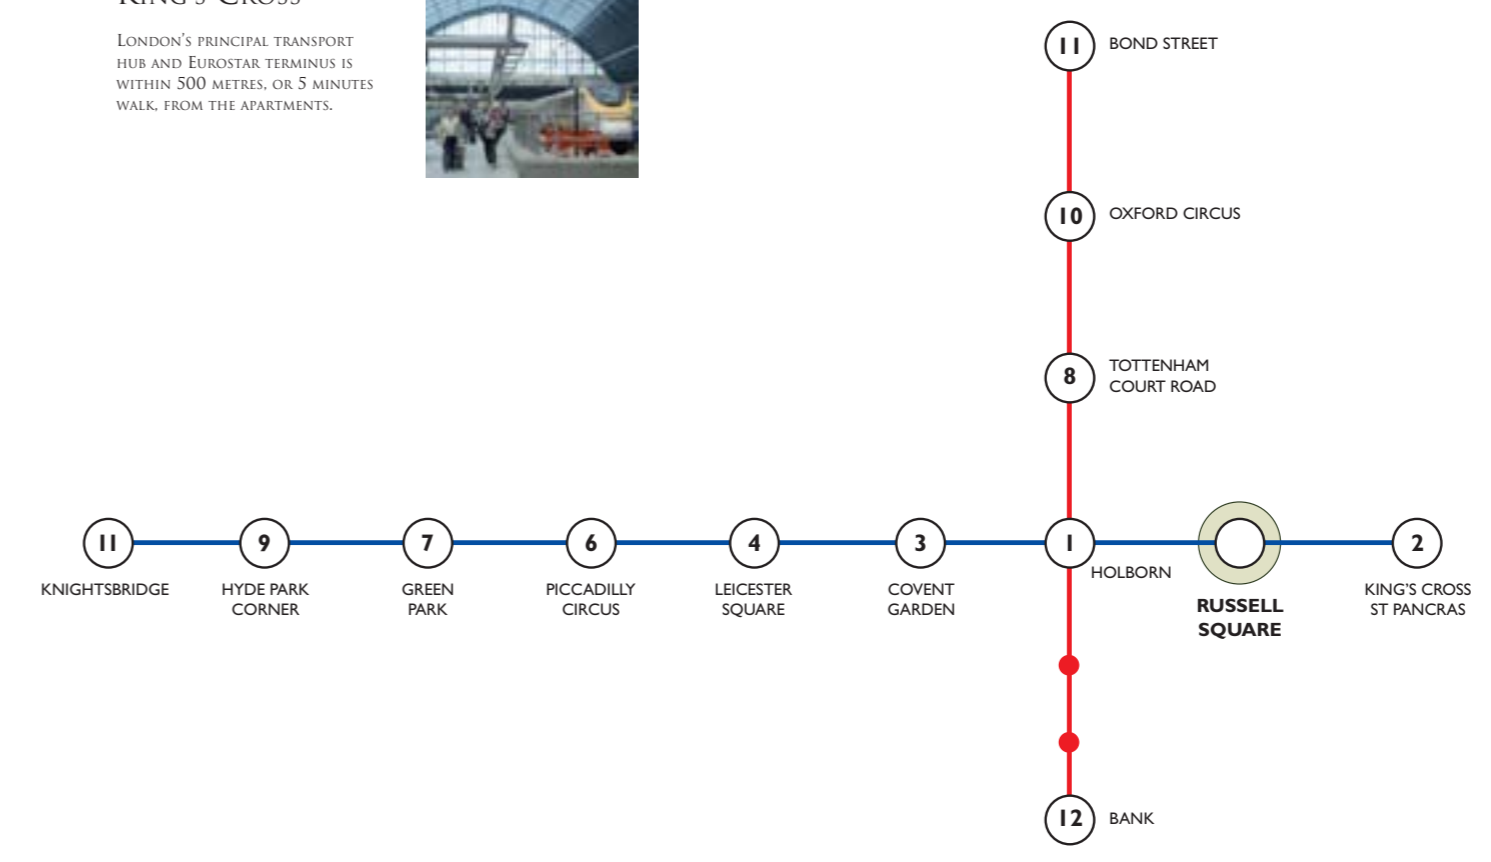 KING'S CROSS
LONDON'S PRINCIPAL TRANSPORT
HUB AND EUROSTAR TERMINUS IS
WITHIN 500 METRES, OR 5 MINUTES
WALK, FROM THE APARTMENTS.
11 BOND STREET
10 OXFORD CIRCUS
8 TOTTENHAM
COURT ROAD
11
9
7
6
4
3
1
2
KNIGHTSBRIDGE
HYDE PARK
CORNER
GREEN
PARK
PICCADILLY
CIRCUS
LEICESTER
SQUARE
COVENT
GARDEN
HOLBORN
RUSSELL
SQUARE
KING'S CROSS
ST PANCRAS
12 BANK